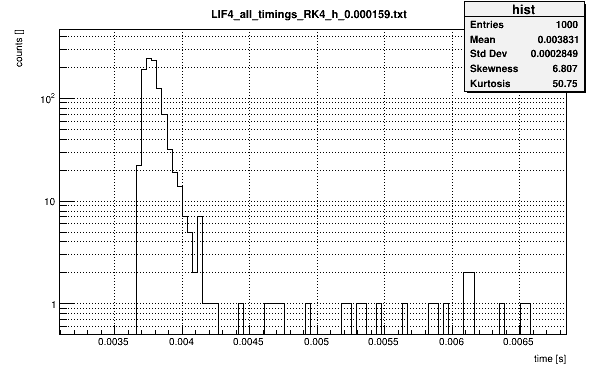 LIF4_all_timings_RK4_h_0.000159.txt
hist
Entries 1000
Mean 0.003831
Std Dev 0.0002849
Skewness 6.807
Kurtosis 50.75
counts []
10²
10
1
0.0035 0.004 0.0045 0.005 0.0055 0.006 0.0065
time [s]